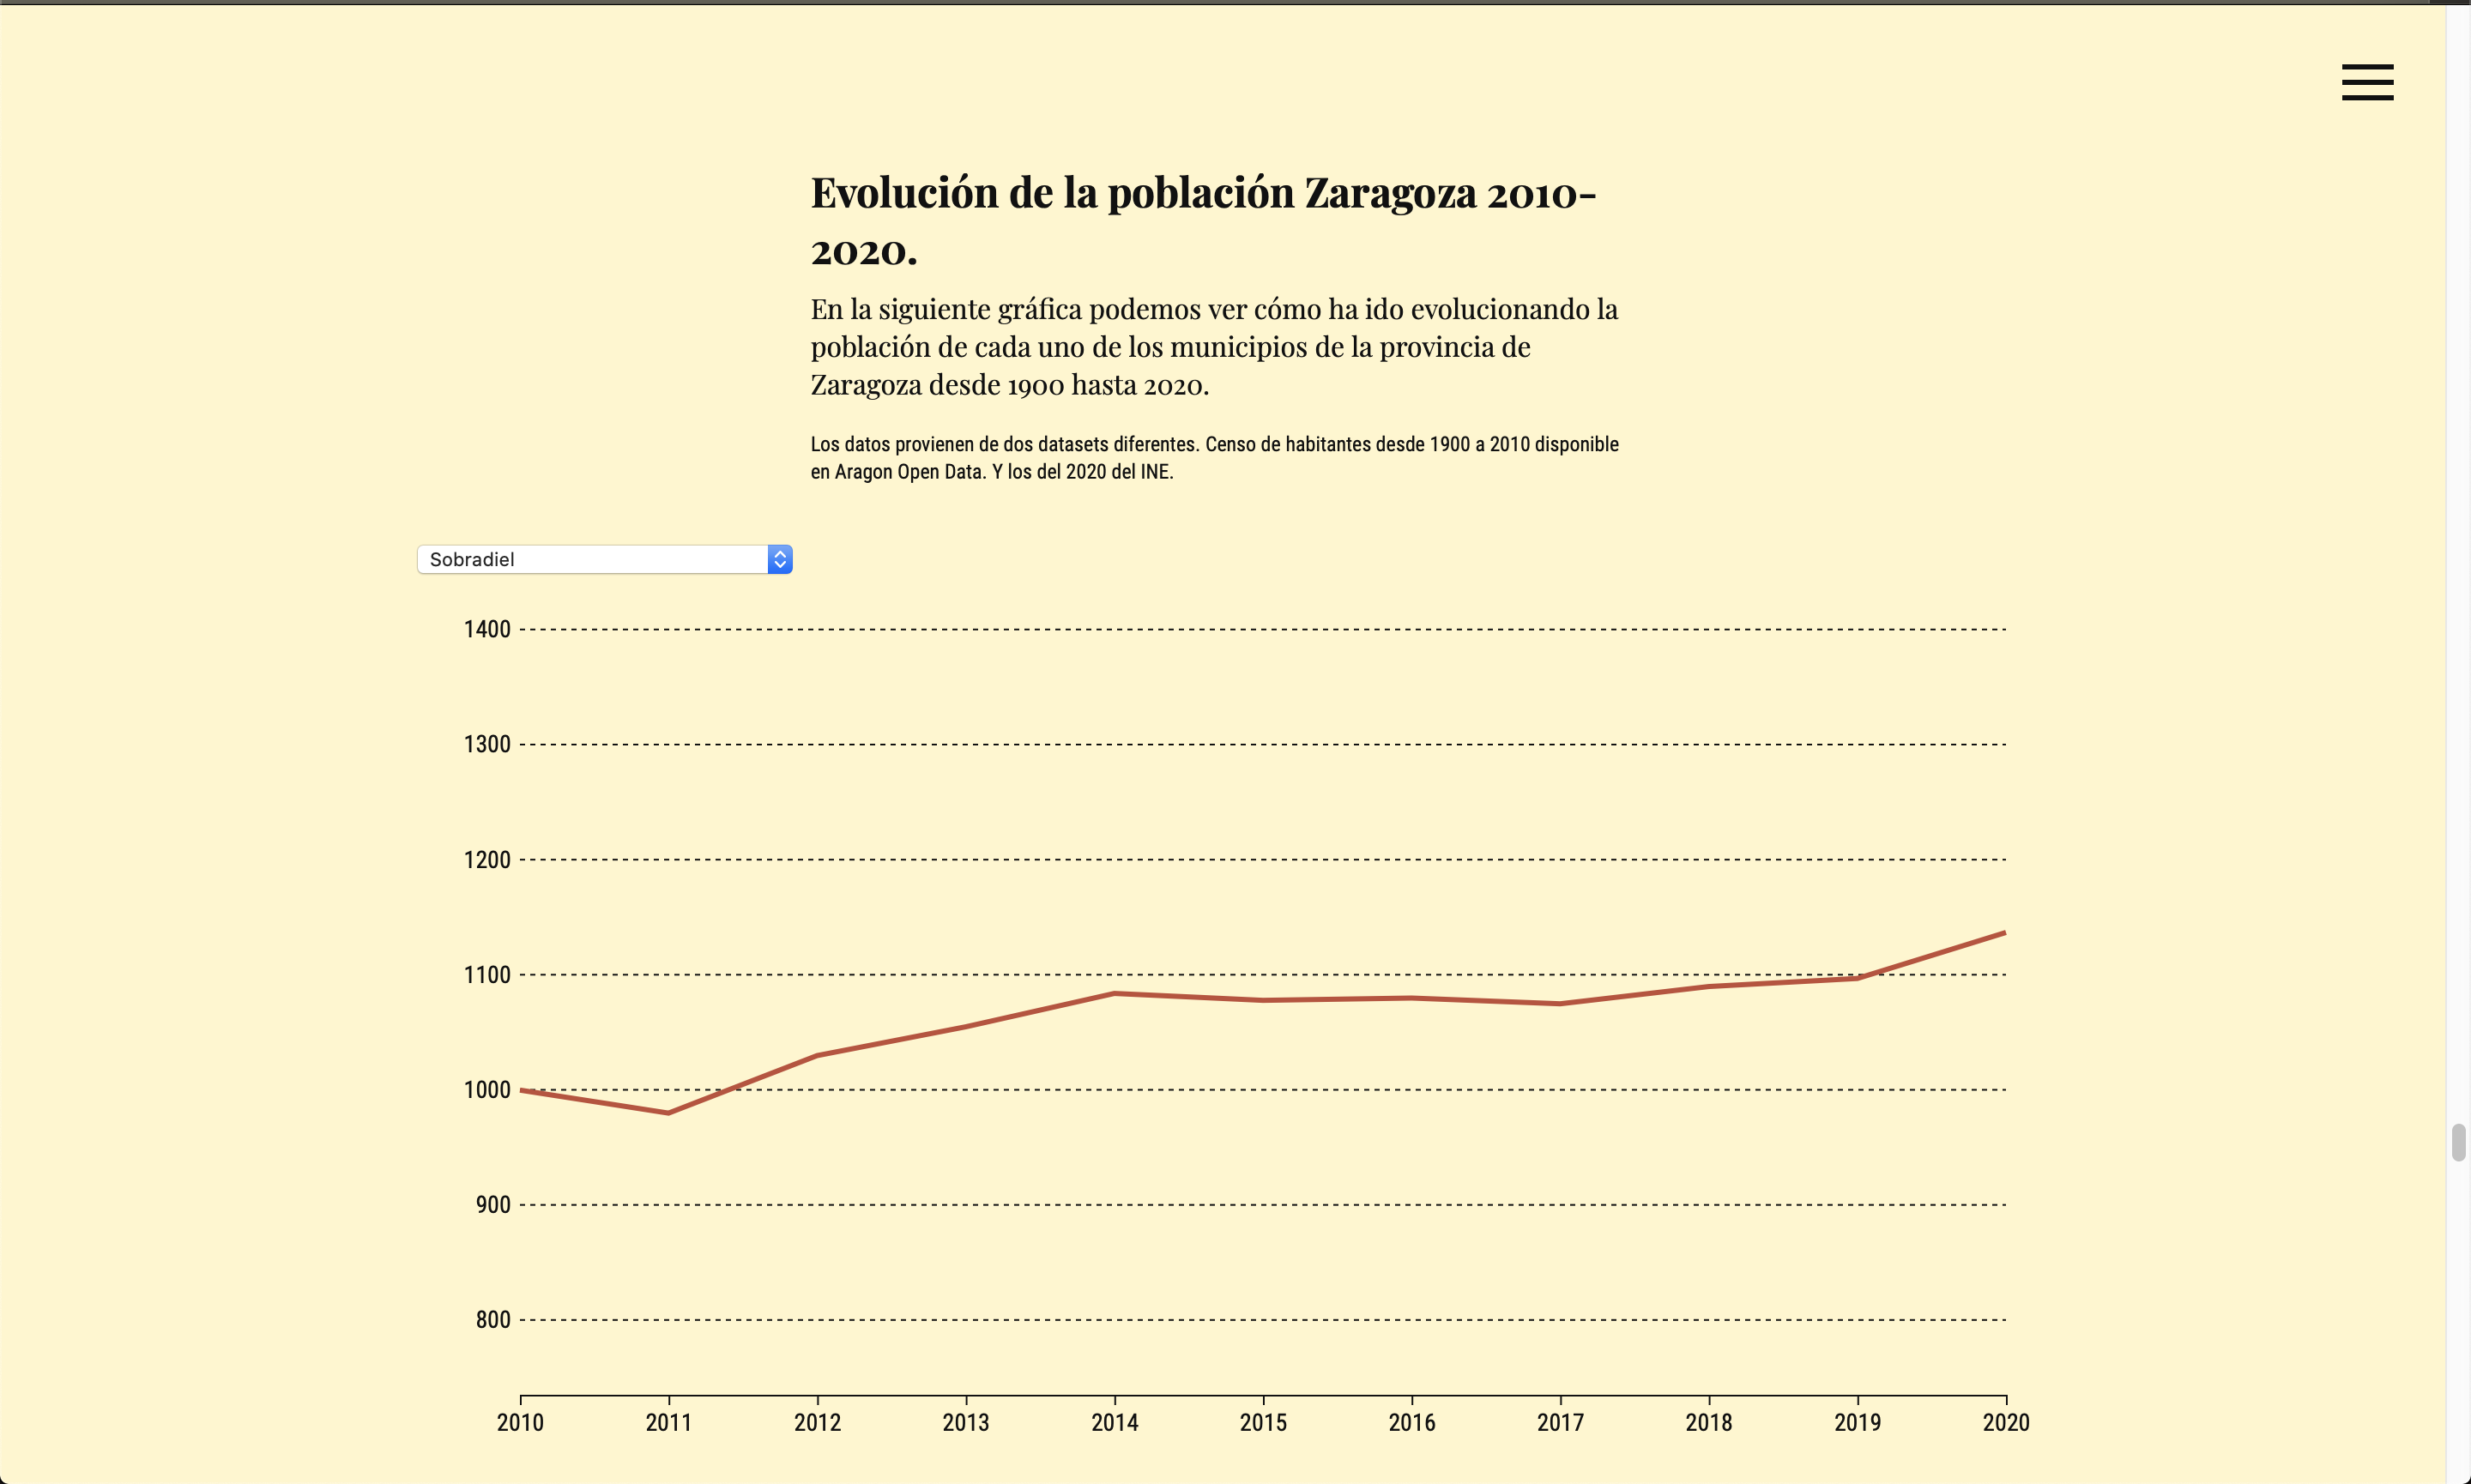 Evolución de la población Zaragoza 2010-
2020.
En la siguiente gráfica podemos ver cómo ha ido evolucionando la
población de cada uno de los municipios de la provincia de
Zaragoza desde 1900 hasta 2020.
Los datos provienen de dos datasets diferentes. Censo de habitantes desde 1900 a 2010 disponible
en Aragon Open Data. Y los del 2020 del INE.
Sobradiel
1400
1300
1200
1100
1000
900
800
2010 2011 2012 2013 2014 2015 2016 2017 2018 2019 2020